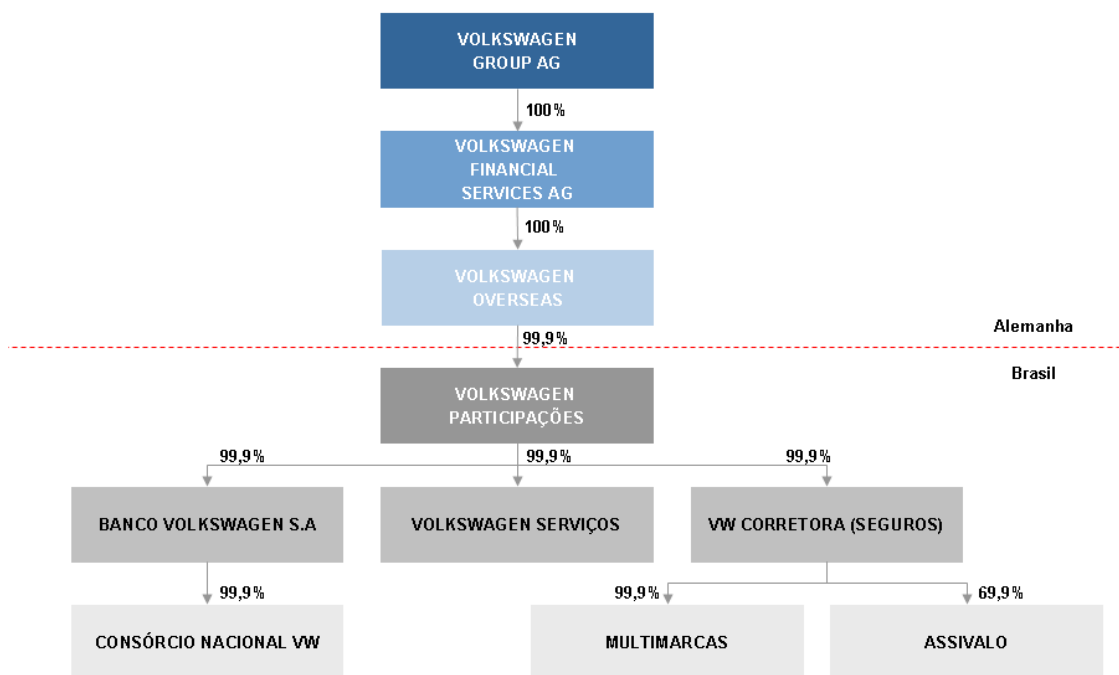 VOLKSWAGEN
GROUP AG
100%
VOLKSWAGEN
FINANCIAL
SERVICES AG
100%
VOLKSWAGEN
OVERSEAS
Alemanha
99,9%
Brasil
VOLKSWAGEN
PARTICIPAÇÕES
99,9% 99,9% 99,9%
BANCO VOLKSWAGEN S.A VOLKSWAGEN SERVIÇOS VW CORRETORA (SEGUROS)
99,9% 99,9% 69,9%
CONSÓRCIO NACIONAL VW MULTIMARCAS ASSIVALO